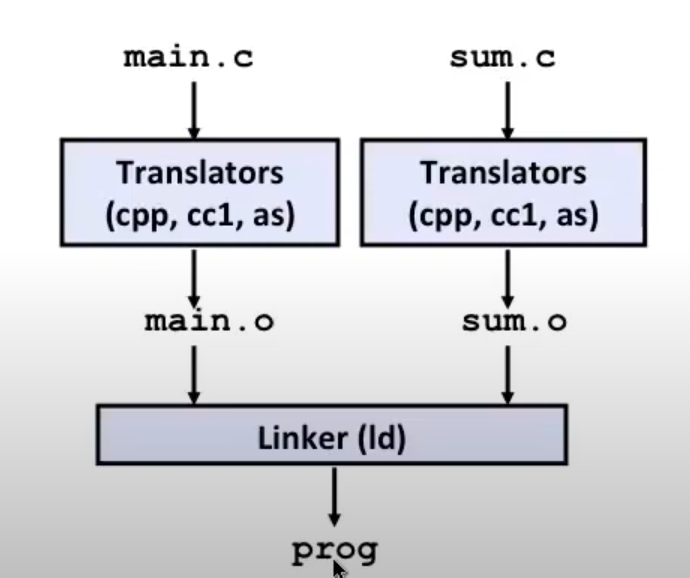 main.c
sum.c
Translators
(cpp, cc1, as)
Translators
(cpp, cc1, as)
main.o
sum.o
Linker (ld)
prog